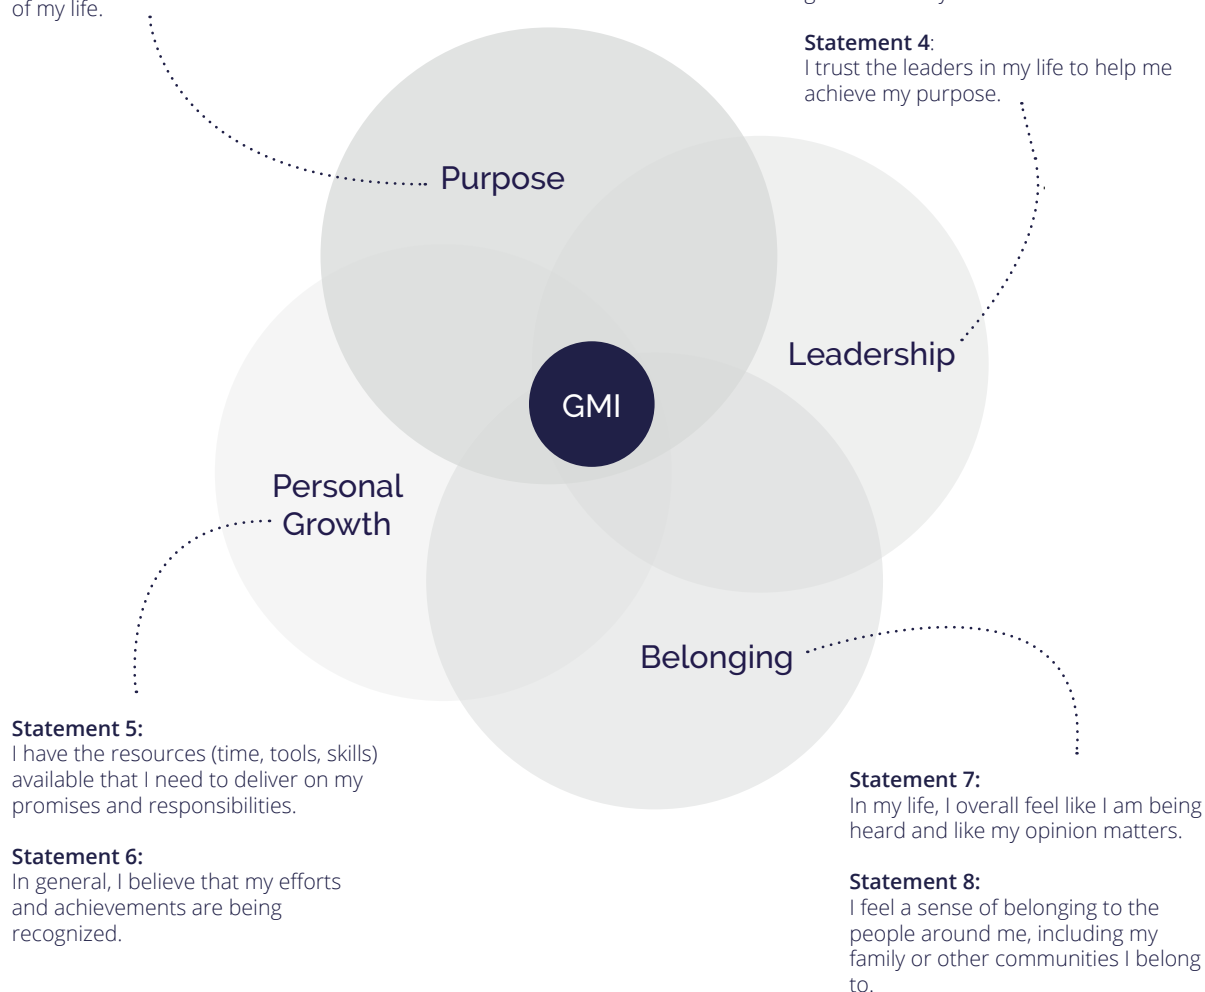 of my life.
Statement 4:
I trust the leaders in my life to help me
achieve my purpose.
Purpose
Leadership
GMI
Personal
Growth
Belonging
Statement 5:
I have the resources (time, tools, skills)
available that I need to deliver on my
promises and responsibilities.
Statement 6:
In general, I believe that my efforts
and achievements are being
recognized.
Statement 7:
In my life, I overall feel like I am being
heard and like my opinion matters.
Statement 8:
I feel a sense of belonging to the
people around me, including my
family or other communities I belong
to.